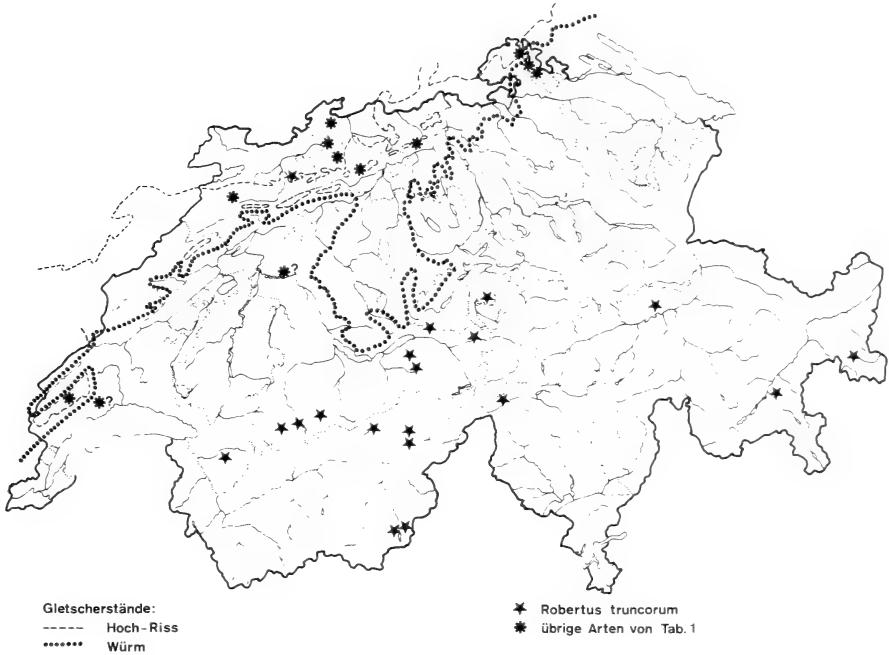 ?
?
Gletscherstände:
Hoch-Riss
Würm
Robertus truncorum
übrige Arten von Tab. 1